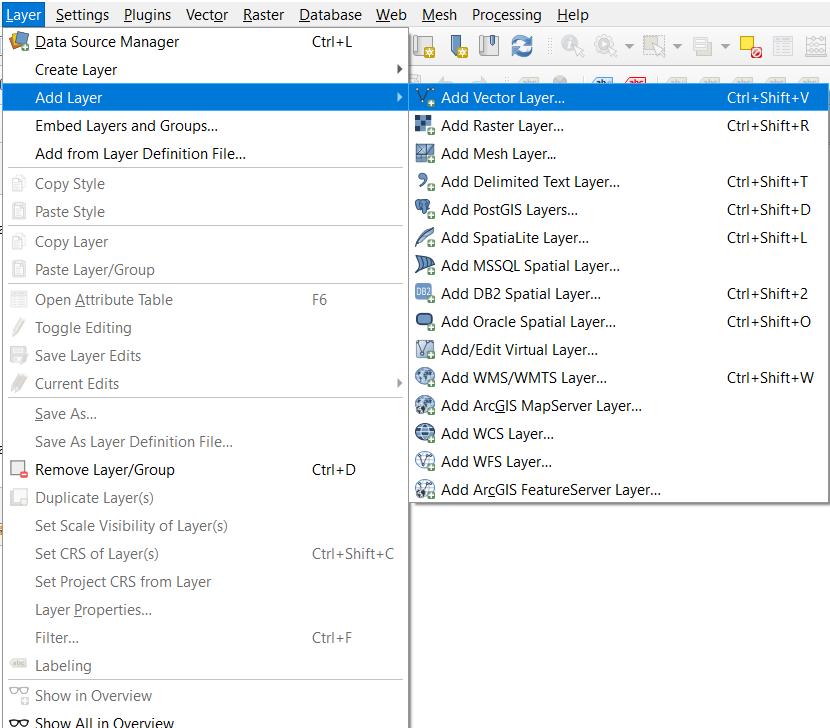 Layer Settings Plugins Vector Raster Database Web Mesh Processing Help
Data Source Manager Ctrl+L
Create Layer
Add Layer
Embed Layers and Groups...
Add from Layer Definition File...
Copy Style
Paste Style
Copy Layer
Paste Layer/Group
Open Attribute Table F6
Toggle Editing
Save Layer Edits
Current Edits
Save As...
Save As Layer Definition File...
Remove Layer/Group Ctrl+D
Duplicate Layer(s)
Set Scale Visibility of Layer(s)
Set CRS of Layer(s) Ctrl+Shift+C
Set Project CRS from Layer
Layer Properties...
Filter... Ctrl+F
abc Labeling
Show in Overview
Show All in Overview
Add Vector Layer... Ctrl+Shift+V
Add Raster Layer... Ctrl+Shift+R
Add Mesh Layer...
Add Delimited Text Layer... Ctrl+Shift+T
Add PostGIS Layers... Ctrl+Shift+D
Add SpatiaLite Layer... Ctrl+Shift+L
Add MSSQL Spatial Layer...
DB2 Add DB2 Spatial Layer... Ctrl+Shift+2
Add Oracle Spatial Layer... Ctrl+Shift+O
Add/Edit Virtual Layer...
Add WMS/WMTS Layer... Ctrl+Shift+W
Add ArcGIS MapServer Layer...
Add WCS Layer...
Add WFS Layer...
Add ArcGIS FeatureServer Layer...